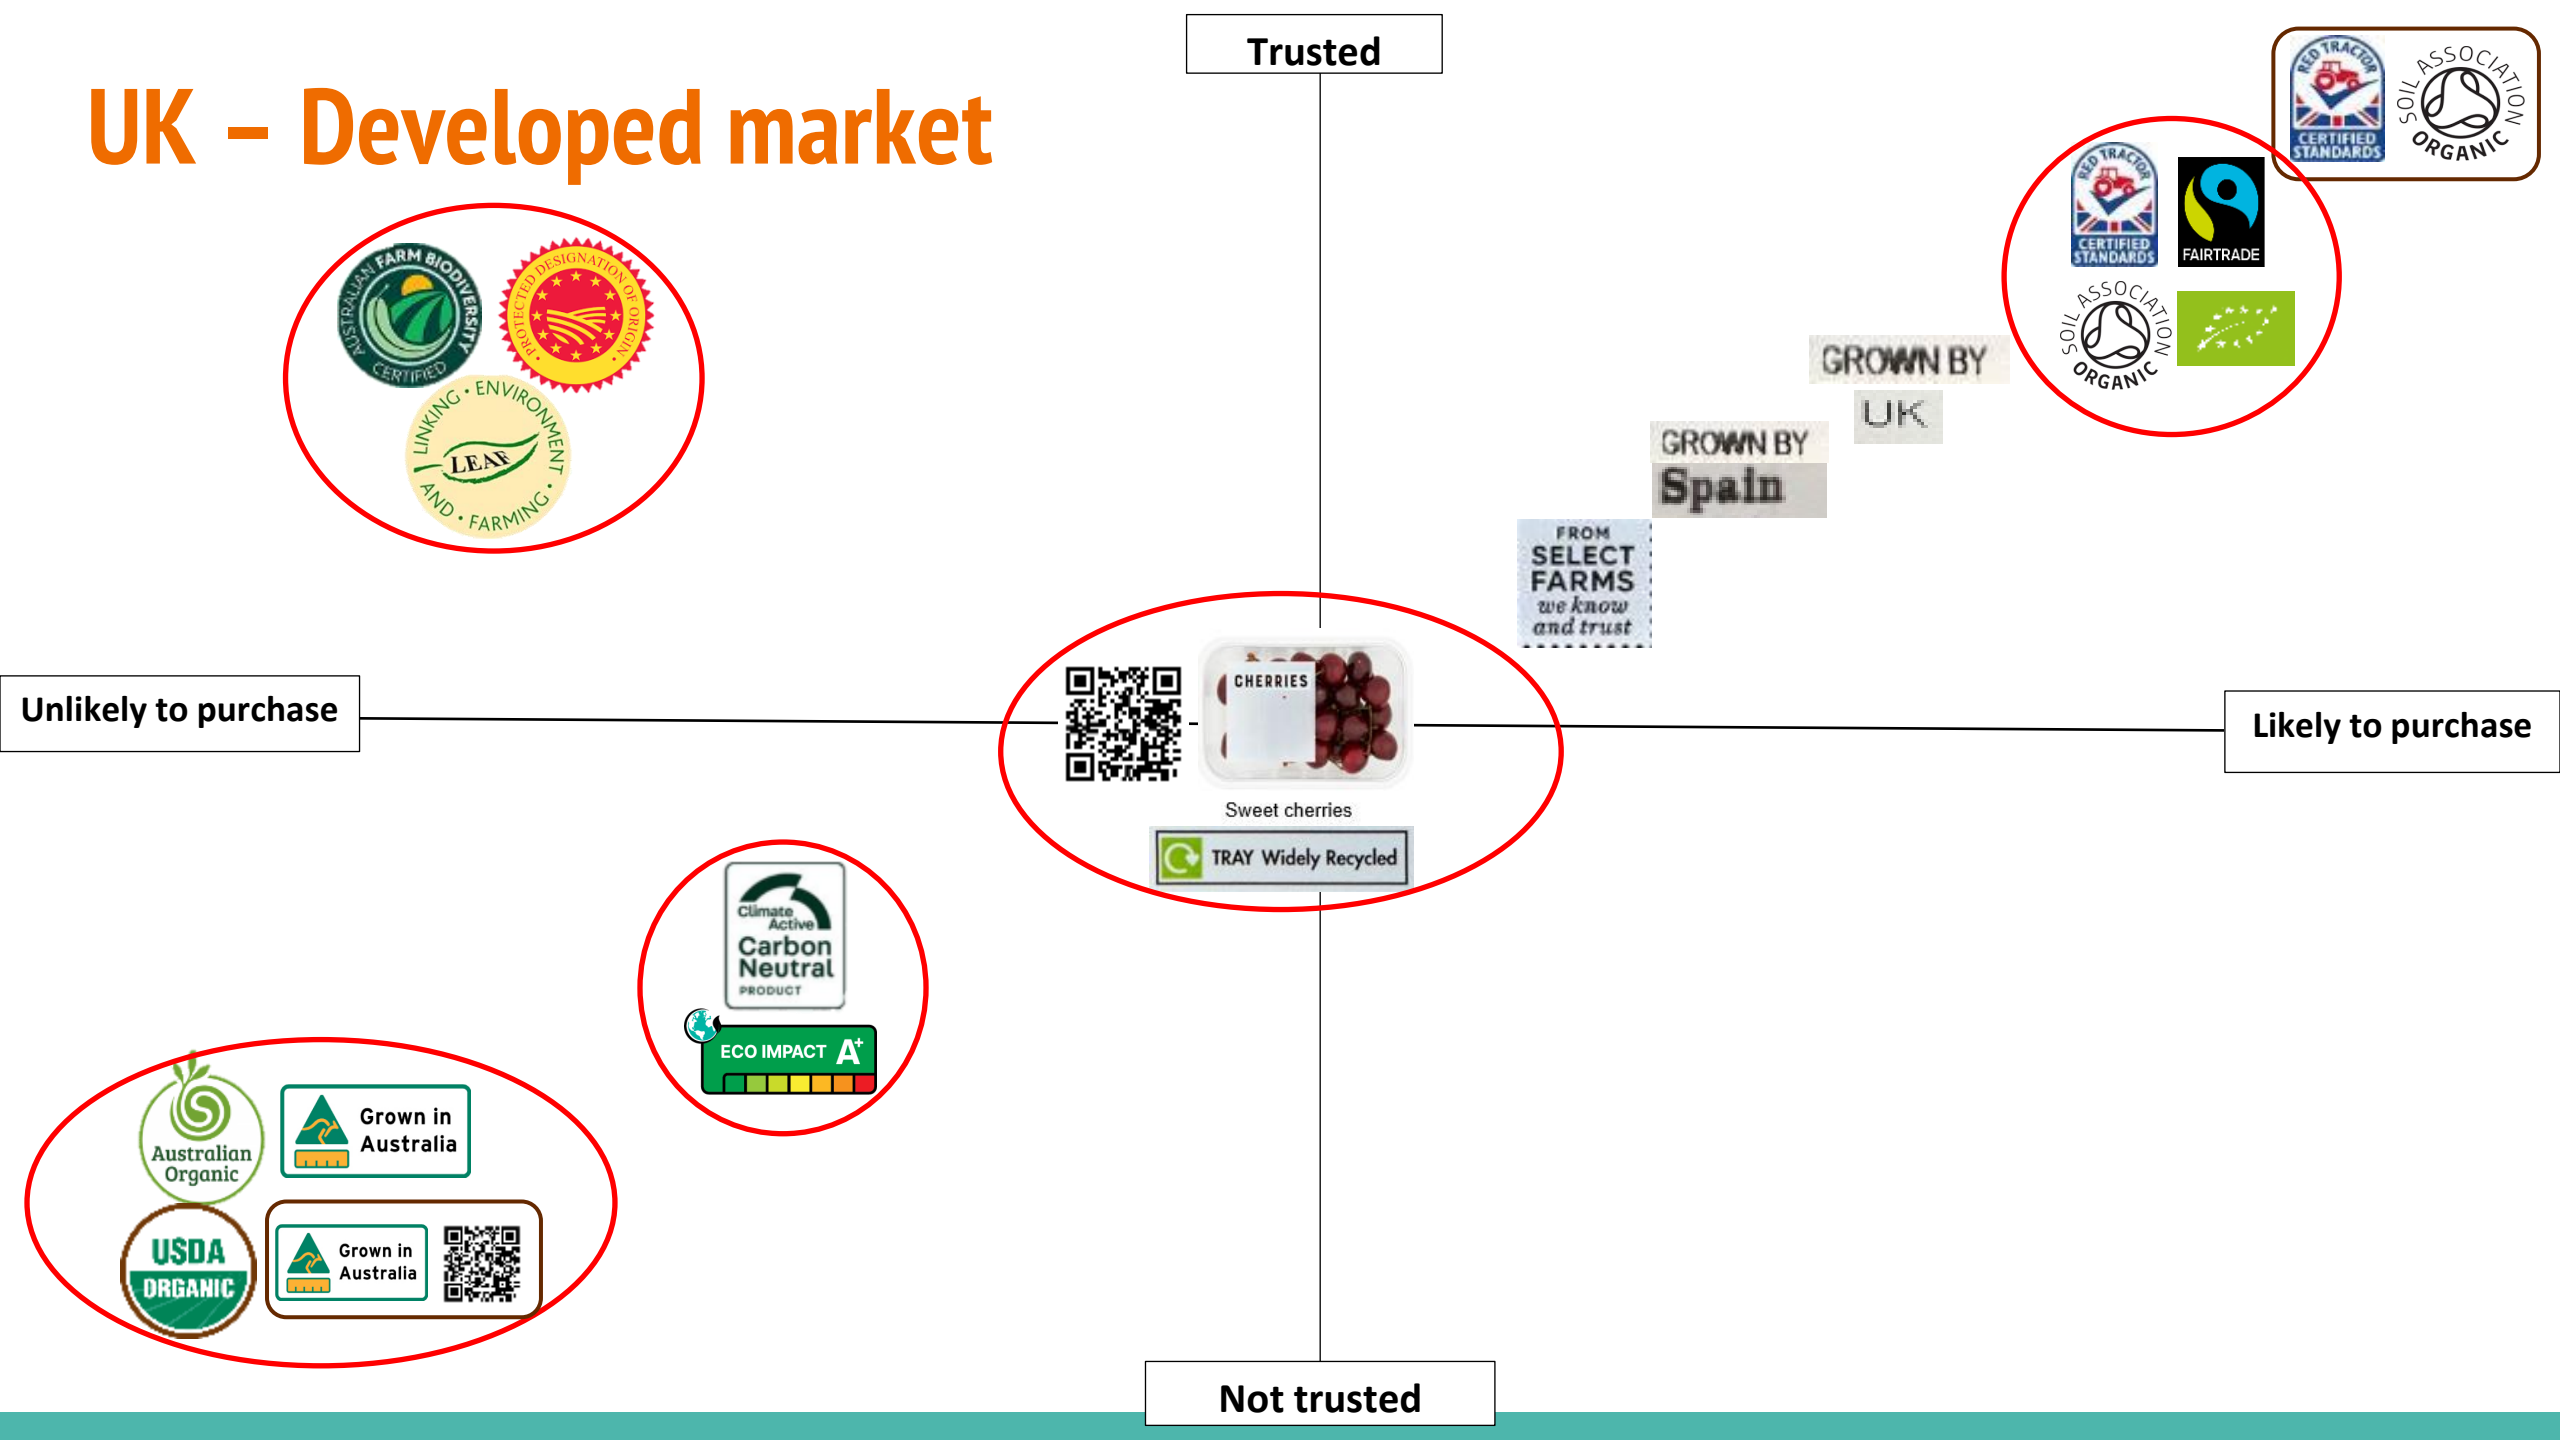 Trusted
UK – Developed market
RED TRACTOR
CERTIFIED
STANDARDS
SOIL ASSOCIATION
ORGANIC
RED TRACTOR
CERTIFIED
STANDARDS
FAIRTRADE
SOIL ASSOCIATION
ORGANIC
AUSTRALIAN FARM BIODIVERSITY
CERTIFIED
PROTECTED DESIGNATION OF ORIGIN
LINKING • ENVIRONMENT
LEAF
AND • FARMING •
GROWN BY
UK
GROWN BY
Spain
FROM
SELECT
FARMS
we know
and trust
Unlikely to purchase
CHERRIES
Sweet cherries
TRAY Widely Recycled
Likely to purchase
Climate
Active
Carbon
Neutral
PRODUCT
ECO IMPACT A+
Australian
Organic
Grown in
Australia
USDA
ORGANIC
Grown in
Australia
Not trusted